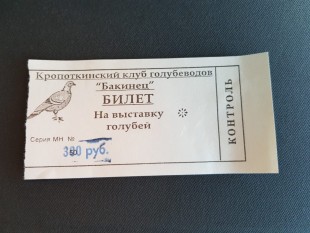 Кропоткинский клуб голубеводов
"Бакинец"
БИЛЕТ
На выставку
голубей
Серия МН №
300 руб.
КОНТРОЛЬ